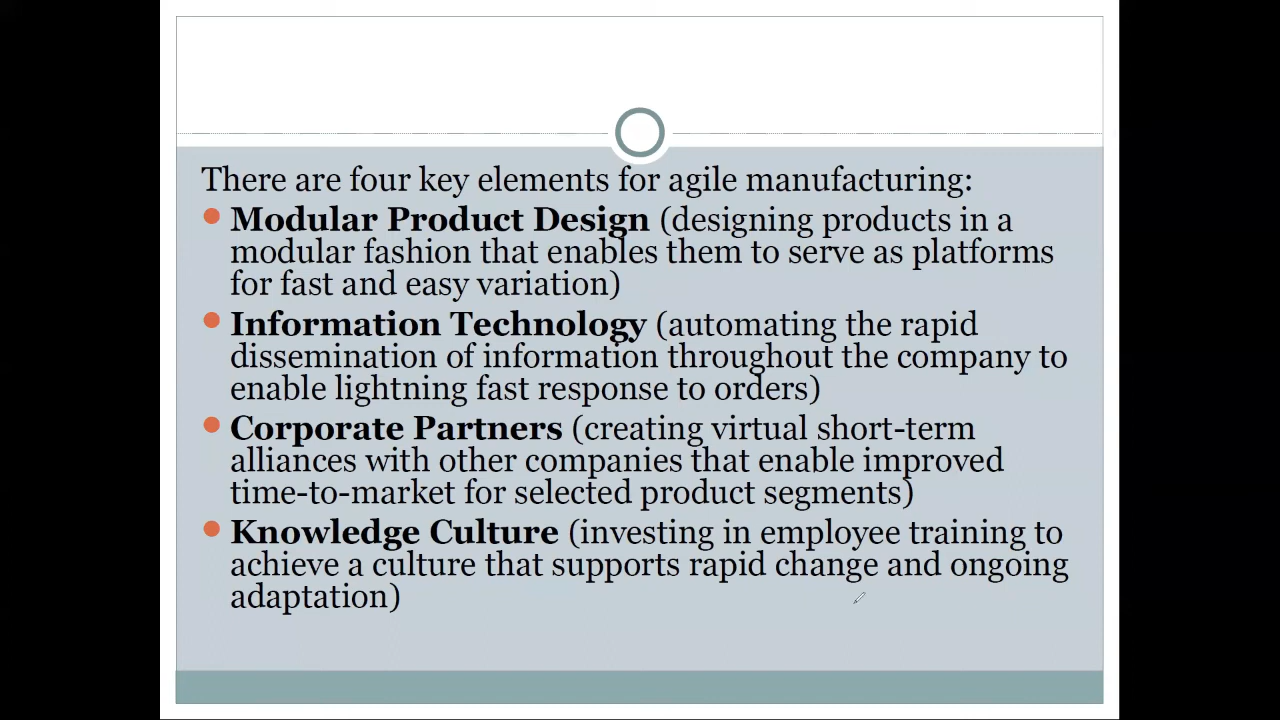 There are four key elements for agile manufacturing:
Modular Product Design (designing products in a
modular fashion that enables them to serve as platforms
for fast and easy variation)
Information Technology (automating the rapid
dissemination of information throughout the company to
enable lightning fast response to orders)
Corporate Partners (creating virtual short-term
alliances with other companies that enable improved
time-to-market for selected product segments)
Knowledge Culture (investing in employee training to
achieve a culture that supports rapid change and ongoing
adaptation)